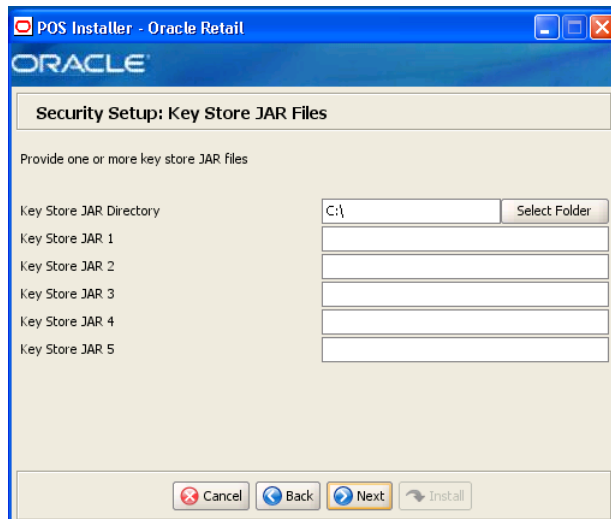 POS Installer - Oracle Retail
ORACLE
Security Setup: Key Store JAR Files
Provide one or more key store JAR files
Key Store JAR Directory C:\ Select Folder
Key Store JAR 1
Key Store JAR 2
Key Store JAR 3
Key Store JAR 4
Key Store JAR 5
Cancel Back Next Install